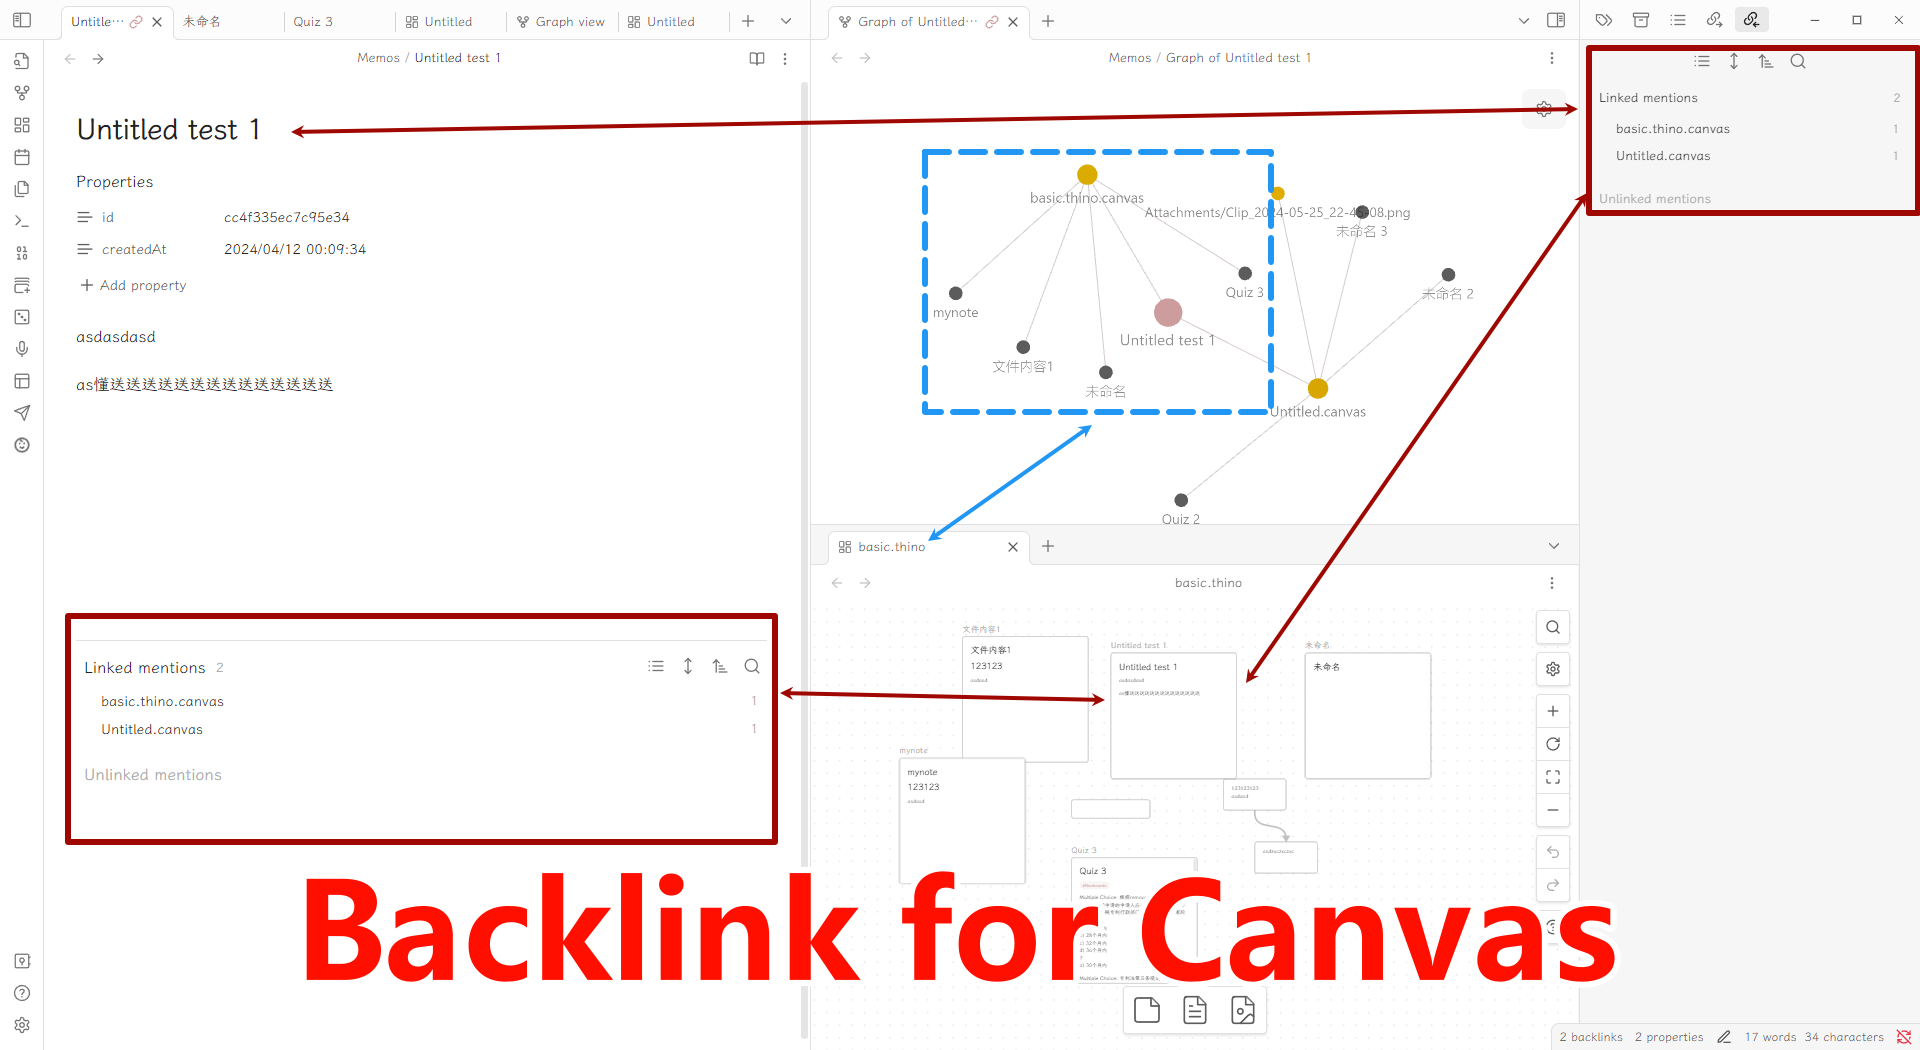 Untitle···
未命名
Quiz 3
Untitled
Graph view
Untitled
Graph of Untitled···
Memos / Untitled test 1
Memos / Graph of Untitled test 1
Untitled test 1
Properties
id cc4f335ec7c95e34
createdAt 2024/04/12 00:09:34
Add property
asdasdasd
as懂送送送送送送送送送送送送送送
Linked mentions 2
basic.thino.canvas 1
Untitled.canvas 1
Unlinked mentions
basic.thino.canvas
Attachments/Clip_2024-05-25_22-46-08.png
未命名 3
未命名 2
Quiz 3
mynote
Untitled test 1
文件内容1
未命名
Untitled.canvas
Quiz 2
basic.thino
basic.thino
文件内容1
文件内容1
123123
asdasd
Untitled test 1
Untitled test 1
asdasdasd
未命名
未命名
mynote
mynote
123123
asdasd
123123123
asdasd
Quiz 3
Quiz 3
Linked mentions 2
basic.thino.canvas 1
Untitled.canvas 1
Unlinked mentions
Backlink for Canvas
2 backlinks 2 properties 17 words 34 characters